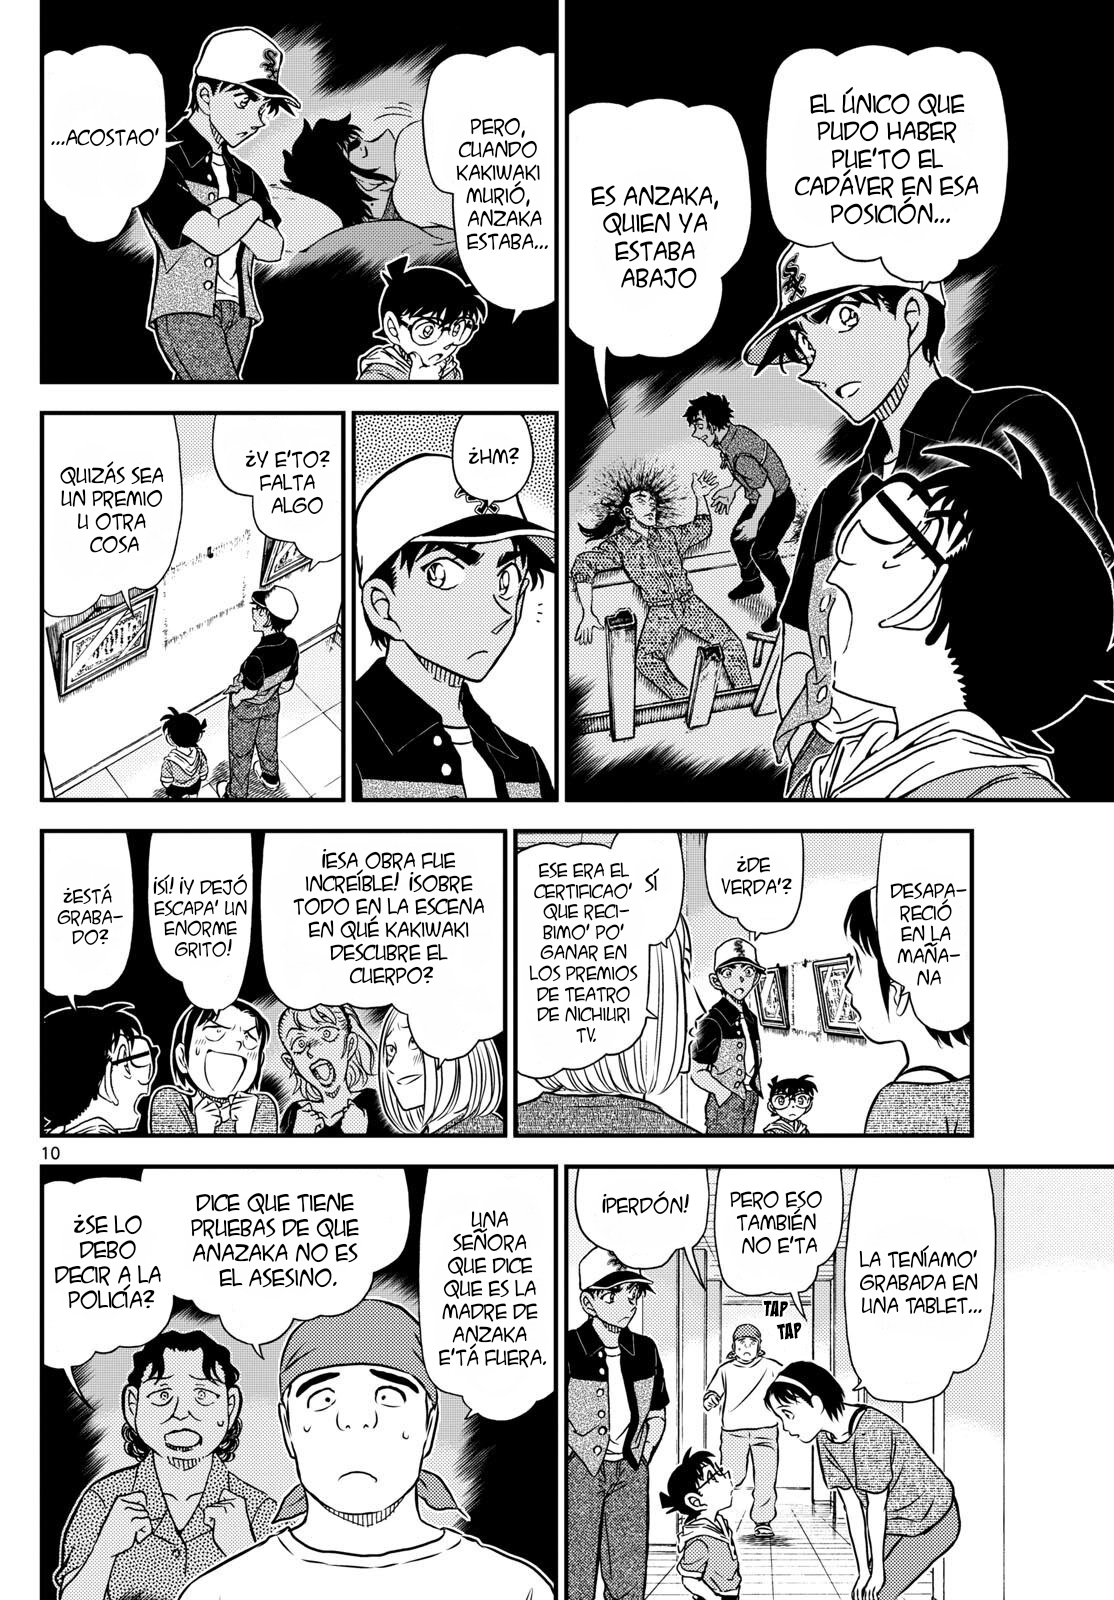 EL ÚNICO QUE
PUDO HABER
PUE'TO EL
CADÁVER EN ESA
POSICIÓN...
ES ANZAKA,
QUIEN YA
ESTABA
ABAJO
PERO,
CUANDO
KAKIWAKI
MURIÓ,
ANZAKA
ESTABA...
...ACOSTAO'
¿HM?
¿Y E'TO?
FALTA
ALGO
QUIZÁS SEA
UN PREMIO
U OTRA
COSA
DESAPA-
RECIÓ
EN LA
MAÑA-
NA
¿DE
VERDA'?
SÍ
ESE ERA EL
CERTIFICAO'
QUE RECI-
BIMO' PO'
GANAR EN
LOS PREMIOS
DE TEATRO
DE NICHIURI
TV.
¡ESA OBRA FUE
INCREÍBLE! ¡SOBRE
TODO EN LA ESCENA
EN QUÉ KAKIWAKI
DESCUBRE EL
CUERPO?
¡SÍ! ¡Y DEJÓ
ESCAPA' UN
ENORME
GRITO!
¿ESTÁ
GRABA-
DO?
10
LA TENÍAMO'
GRABADA EN
UNA TABLET...
PERO ESO
TAMBIÉN
NO E'TA
TAP
TAP
¡PERDÓN!
UNA
SEÑORA
QUE DICE
QUE ES LA
MADRE DE
ANZAKA
E'TÁ FUERA.
DICE QUE TIENE
PRUEBAS DE QUE
ANAZAKA NO ES
EL ASESINO.
¿SE LO
DEBO
DECIR A LA
POLICÍA?